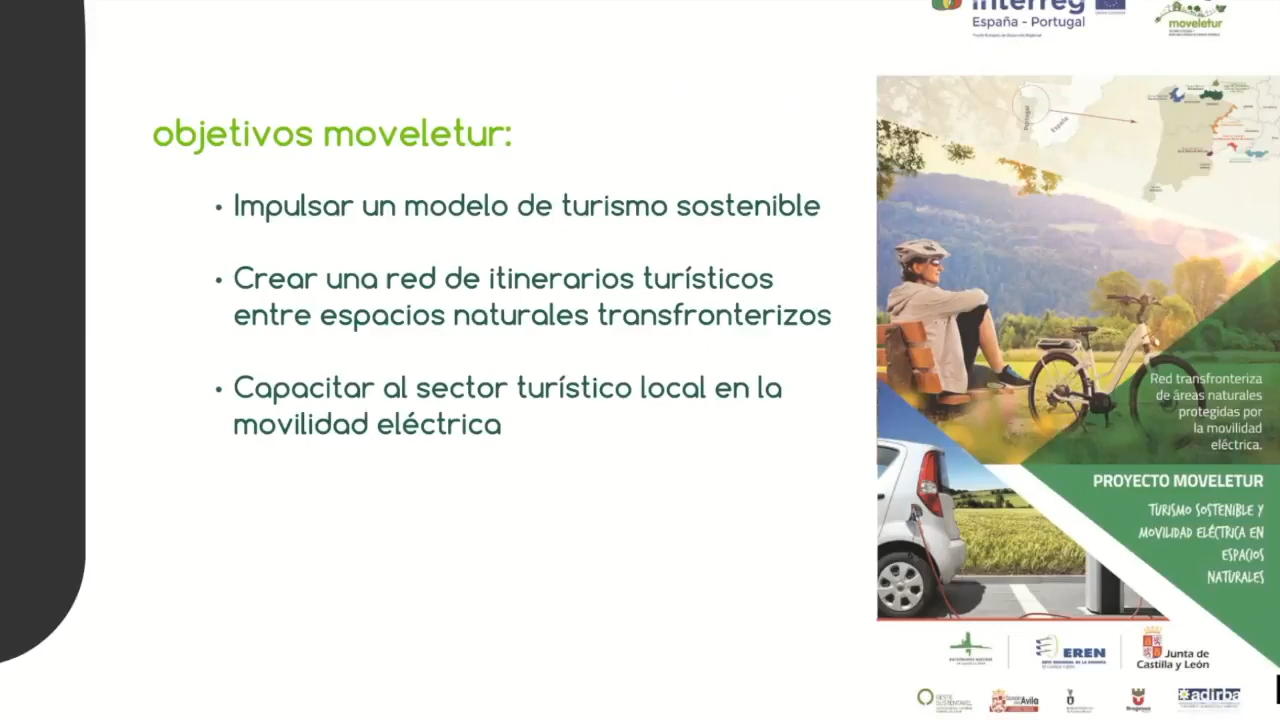 Interreg
España - Portugal
moveletur
objetivos moveletur:
• Impulsar un modelo de turismo sostenible
• Crear una red de itinerarios turísticos
entre espacios naturales transfronterizos
• Capacitar al sector turístico local en la
movilidad eléctrica
Portugal
España
Red transfronteriza
de áreas naturales
protegidas por
la movilidad
eléctrica.
PROYECTO MOVELETUR
TURISMO SOSTENIBLE Y
MOVILIDAD ELÉCTRICA EN
ESPACIOS
NATURALES
EREN
Junta de
Castilla y León
OESTE
SUSTENTÁVEL
Ávila
Bragança
adirba